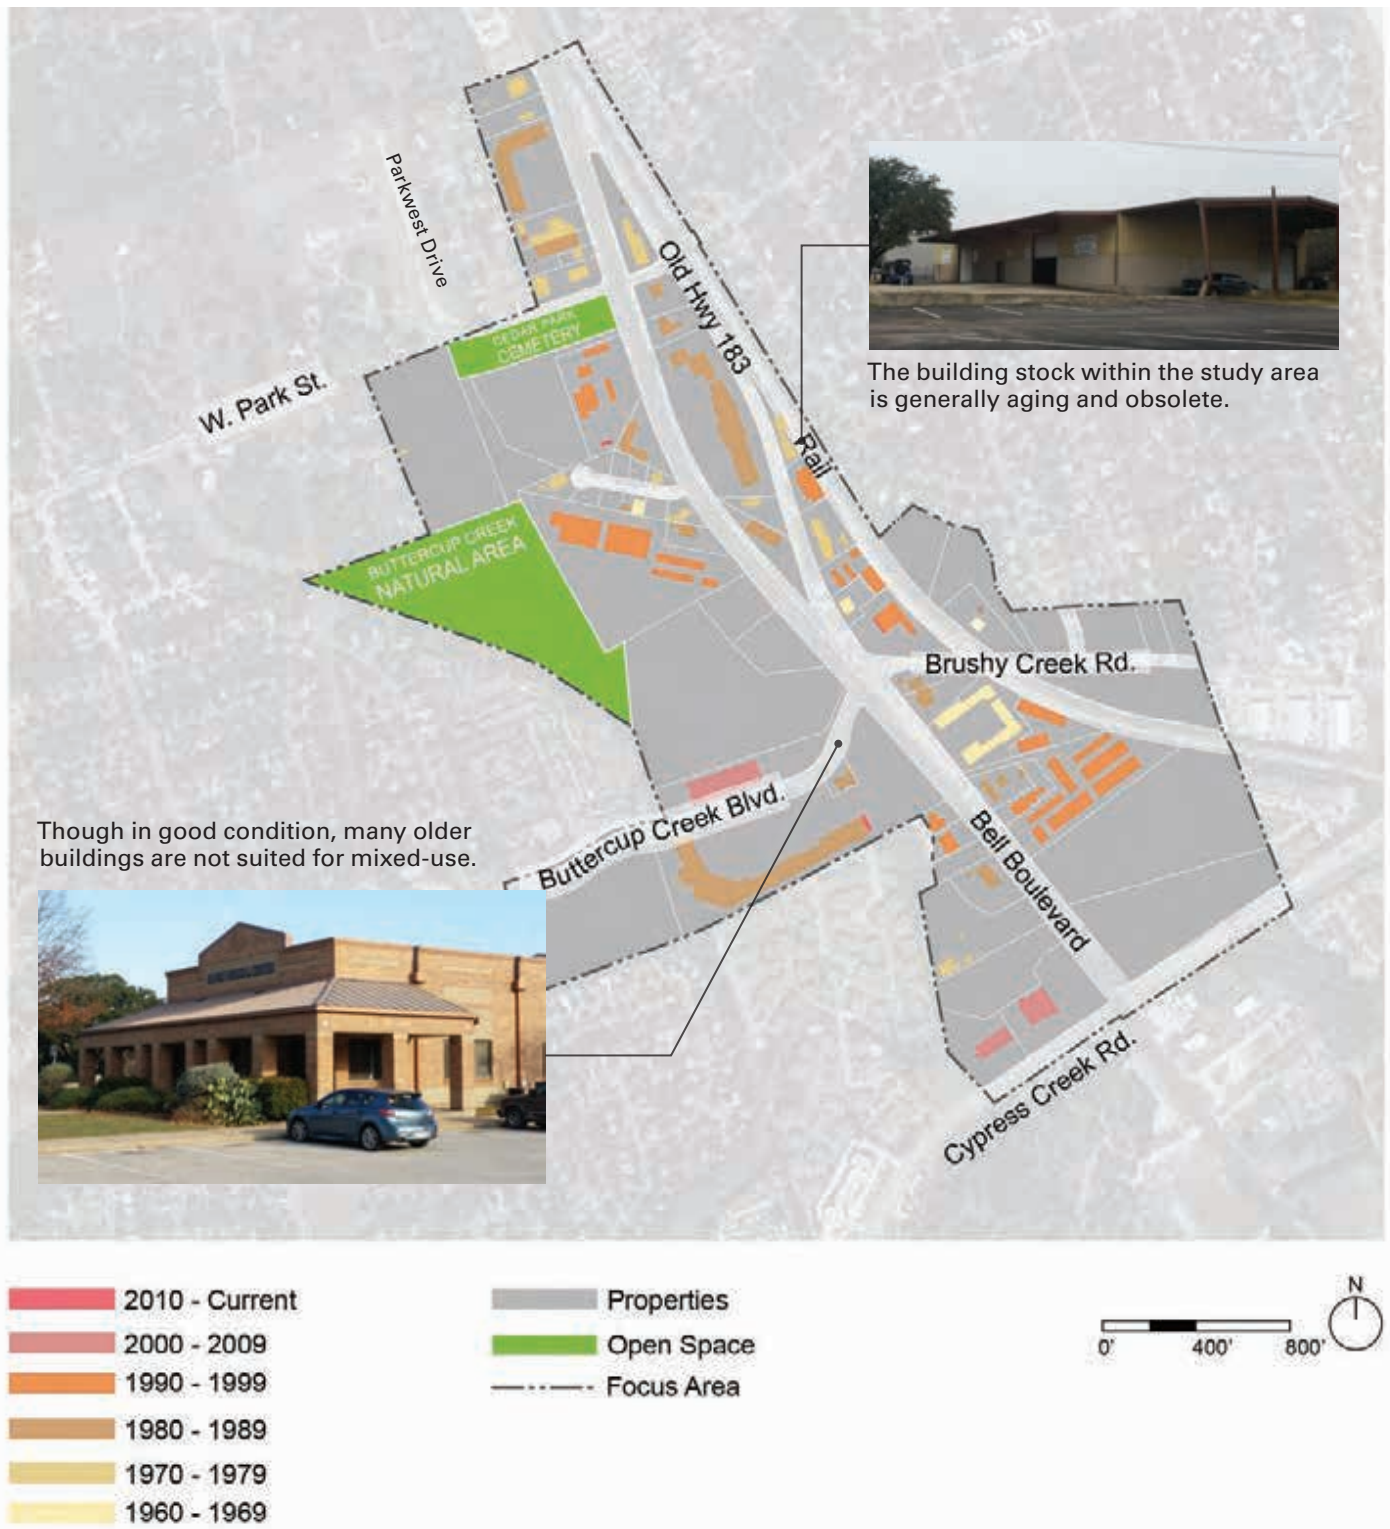 Parkwest Drive
Old Hwy 183
CEDAR PARK
CEMETERY
W. Park St.
The building stock within the study area
is generally aging and obsolete.
Rail
BUTTERCUP CREEK
NATURAL AREA
Brushy Creek Rd.
Buttercup Creek Blvd.
Bell Boulevard
Though in good condition, many older
buildings are not suited for mixed-use.
Cypress Creek Rd.
2010 - Current
2000 - 2009
1990 - 1999
1980 - 1989
1970 - 1979
1960 - 1969
Properties
Open Space
Focus Area
0' 400' 800'
N